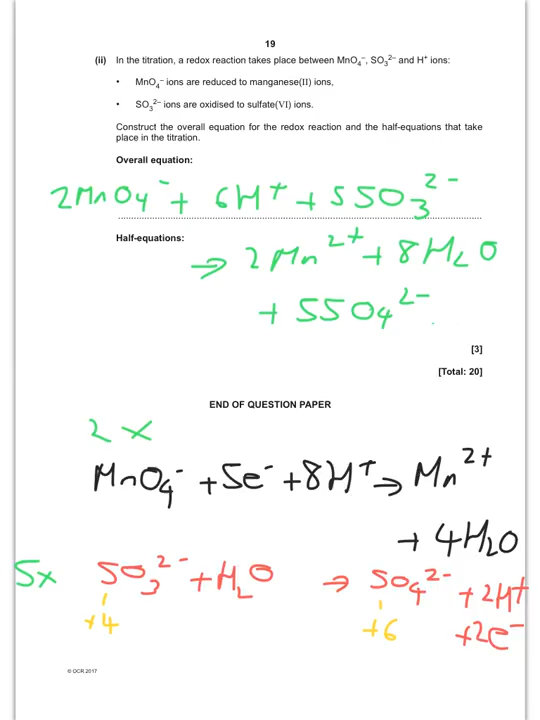 19
(ii) In the titration, a redox reaction takes place between MnO₄⁻, SO₃²⁻ and H⁺ ions:
• MnO₄⁻ ions are reduced to manganese(II) ions,
• SO₃²⁻ ions are oxidised to sulfate(VI) ions.
Construct the overall equation for the redox reaction and the half-equations that take
place in the titration.
Overall equation:
2MnO₄⁻ + 6H⁺ + 5SO₃²⁻
Half-equations:
→ 2Mn²⁺ + 8H₂O
+ 5SO₄²⁻
[3]
[Total: 20]
END OF QUESTION PAPER
2 x
MnO₄⁻ + 5e⁻ + 8H⁺ → Mn²⁺
+ 4H₂O
5x SO₃²⁻ + H₂O → SO₄²⁻ + 2H⁺
+4 +6 +2e⁻
© OCR 2017